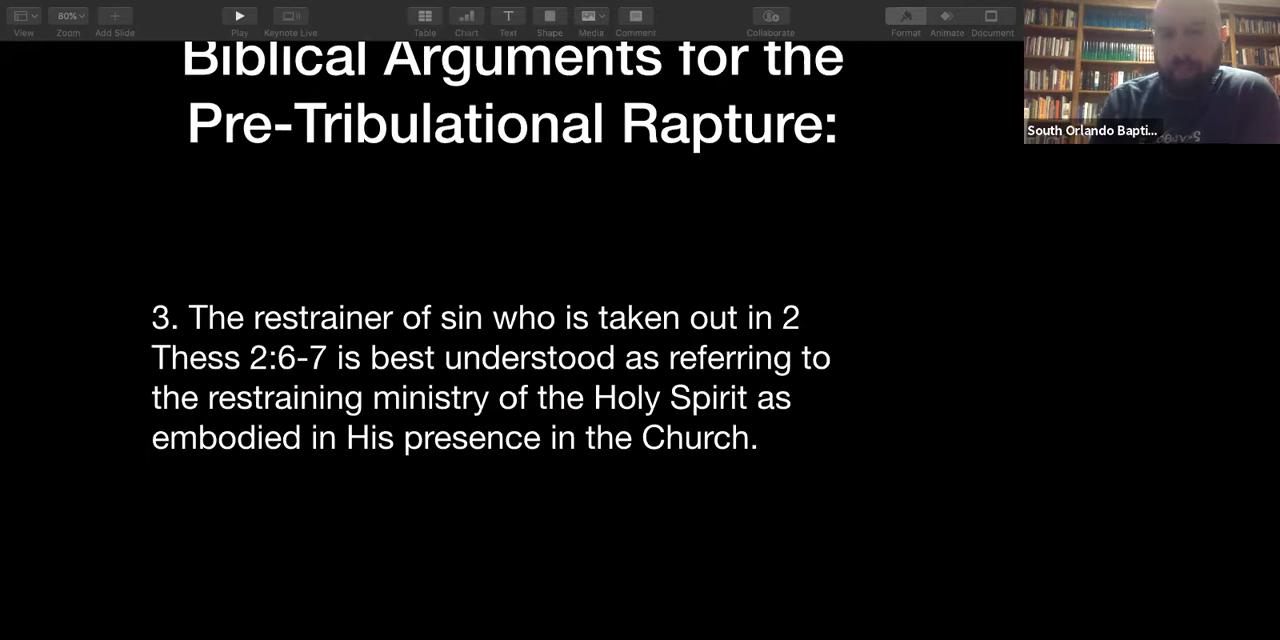 View
80%
Zoom
Add Slide
Play
Keynote Live
Table
Chart
Text
Shape
Media
Comment
Collaborate
Format
Animate
Document
Biblical Arguments for the
Pre-Tribulational Rapture:
South Orlando Bapti...
3. The restrainer of sin who is taken out in 2
Thess 2:6-7 is best understood as referring to
the restraining ministry of the Holy Spirit as
embodied in His presence in the Church.